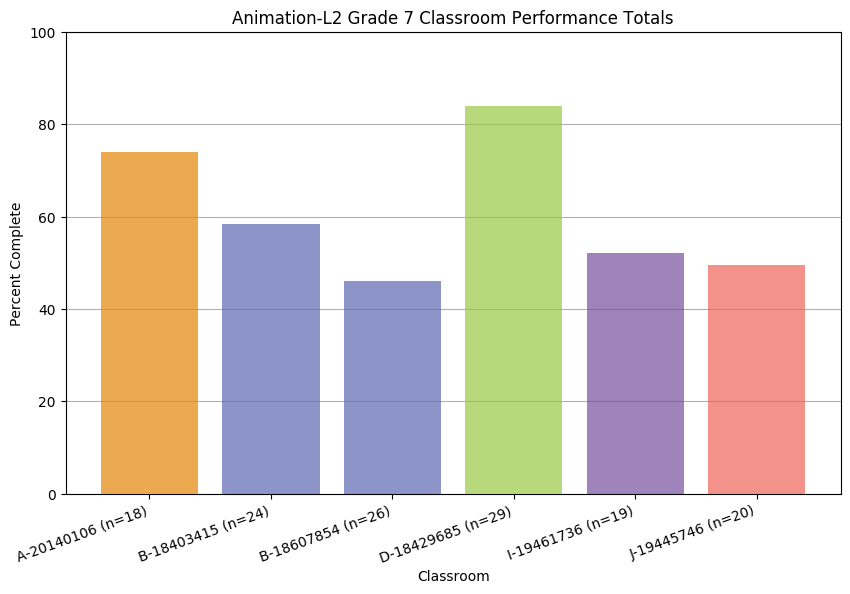 Animation-L2 Grade 7 Classroom Performance Totals
100
80
60
40
20
0
Percent Complete
A-20140106 (n=18)
B-18403415 (n=24)
B-18607854 (n=26)
D-18429685 (n=29)
I-19461736 (n=19)
J-19445746 (n=20)
Classroom